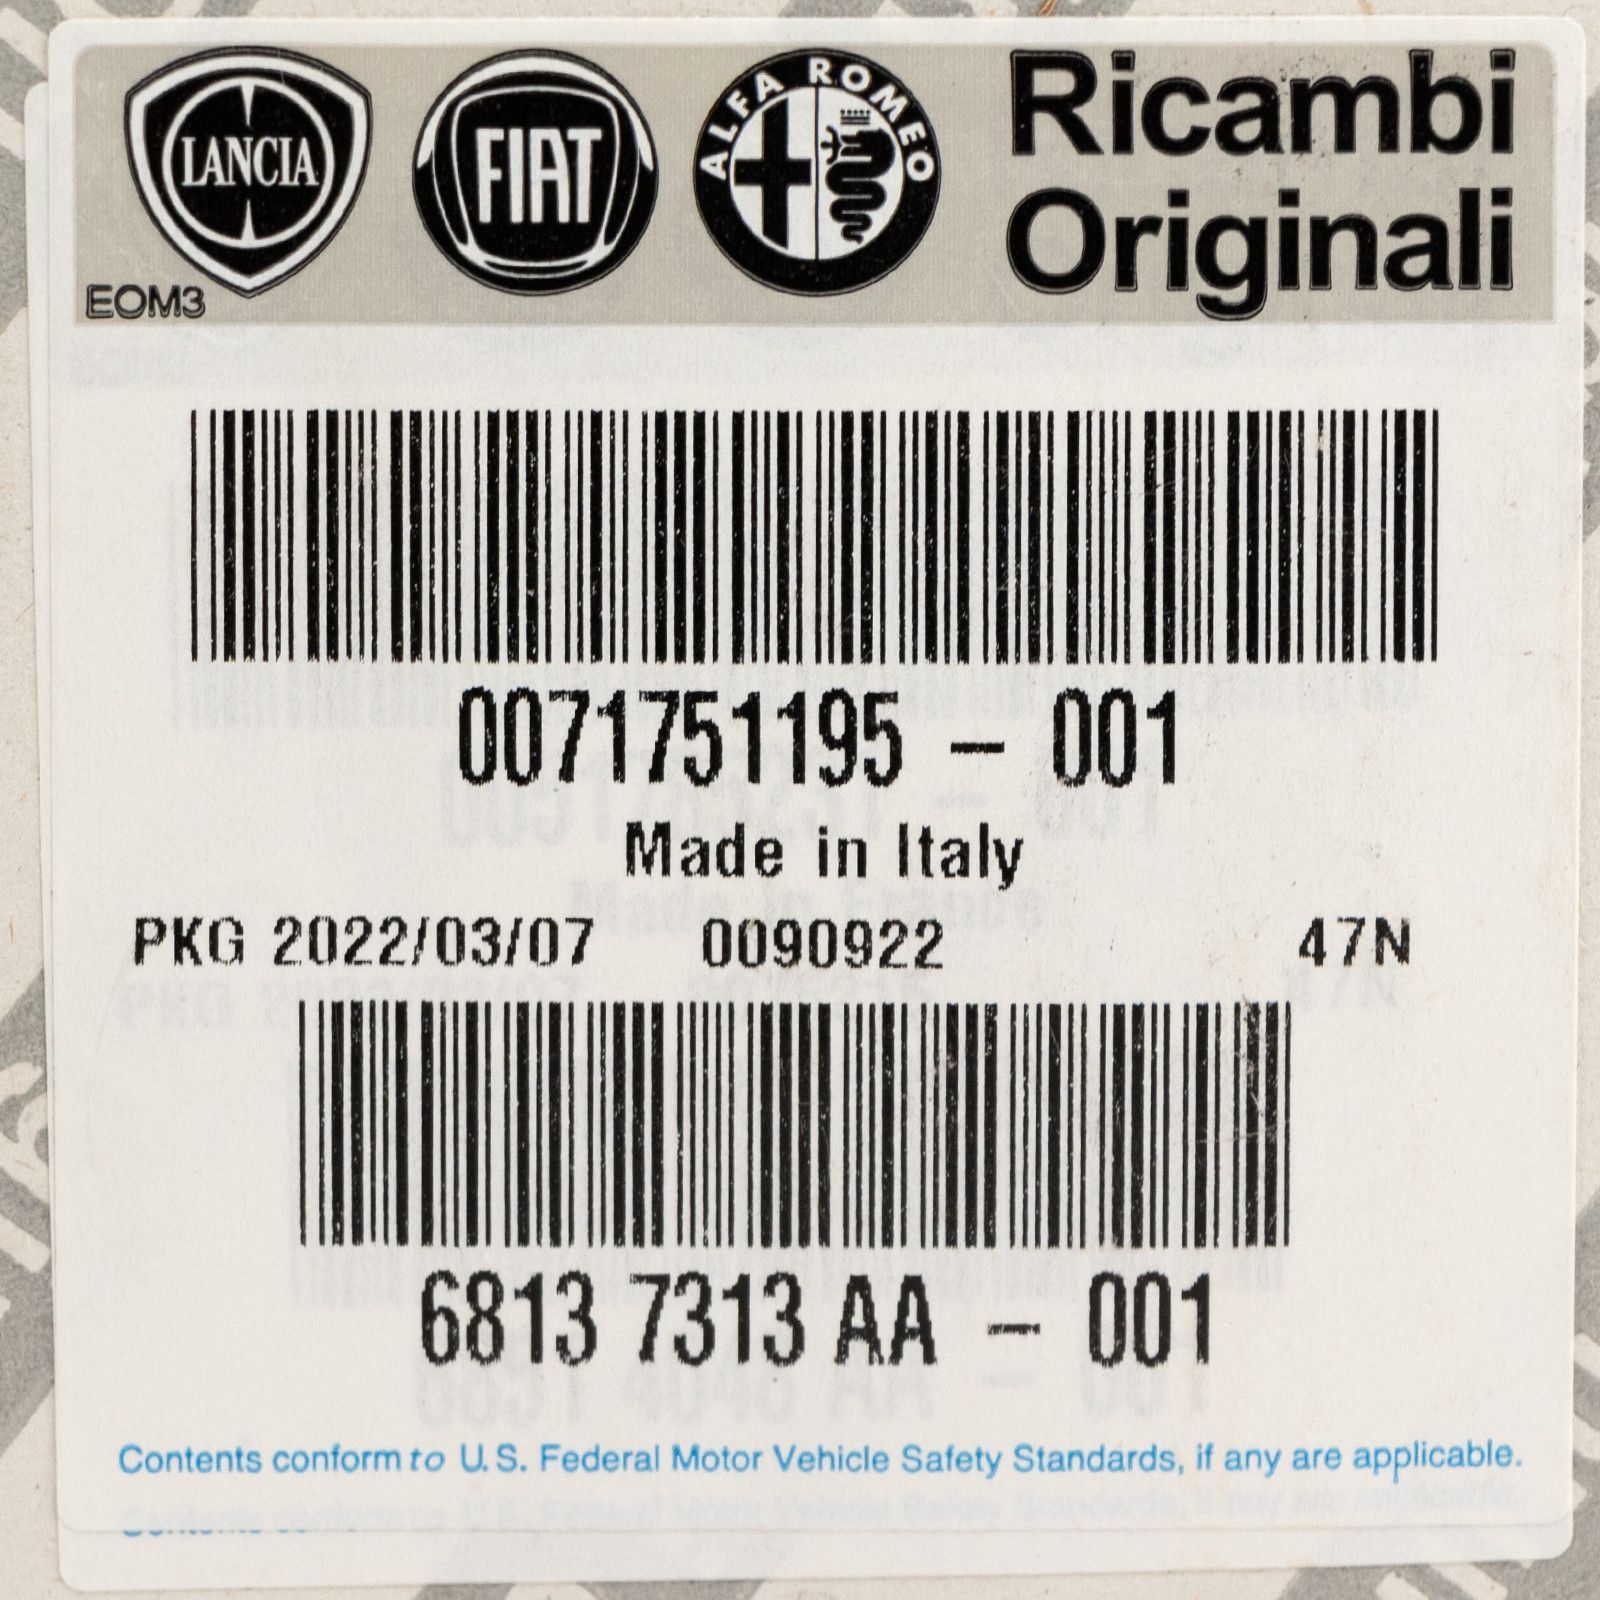 LANCIA
FIAT
ALFA ROMEO
Ricambi
Originali
EOM3
0071751195 – 001
Made in Italy
PKG 2022/03/07 0090922 47N
6813 7313 AA – 001
Contents conform to U.S. Federal Motor Vehicle Safety Standards, if any are applicable.